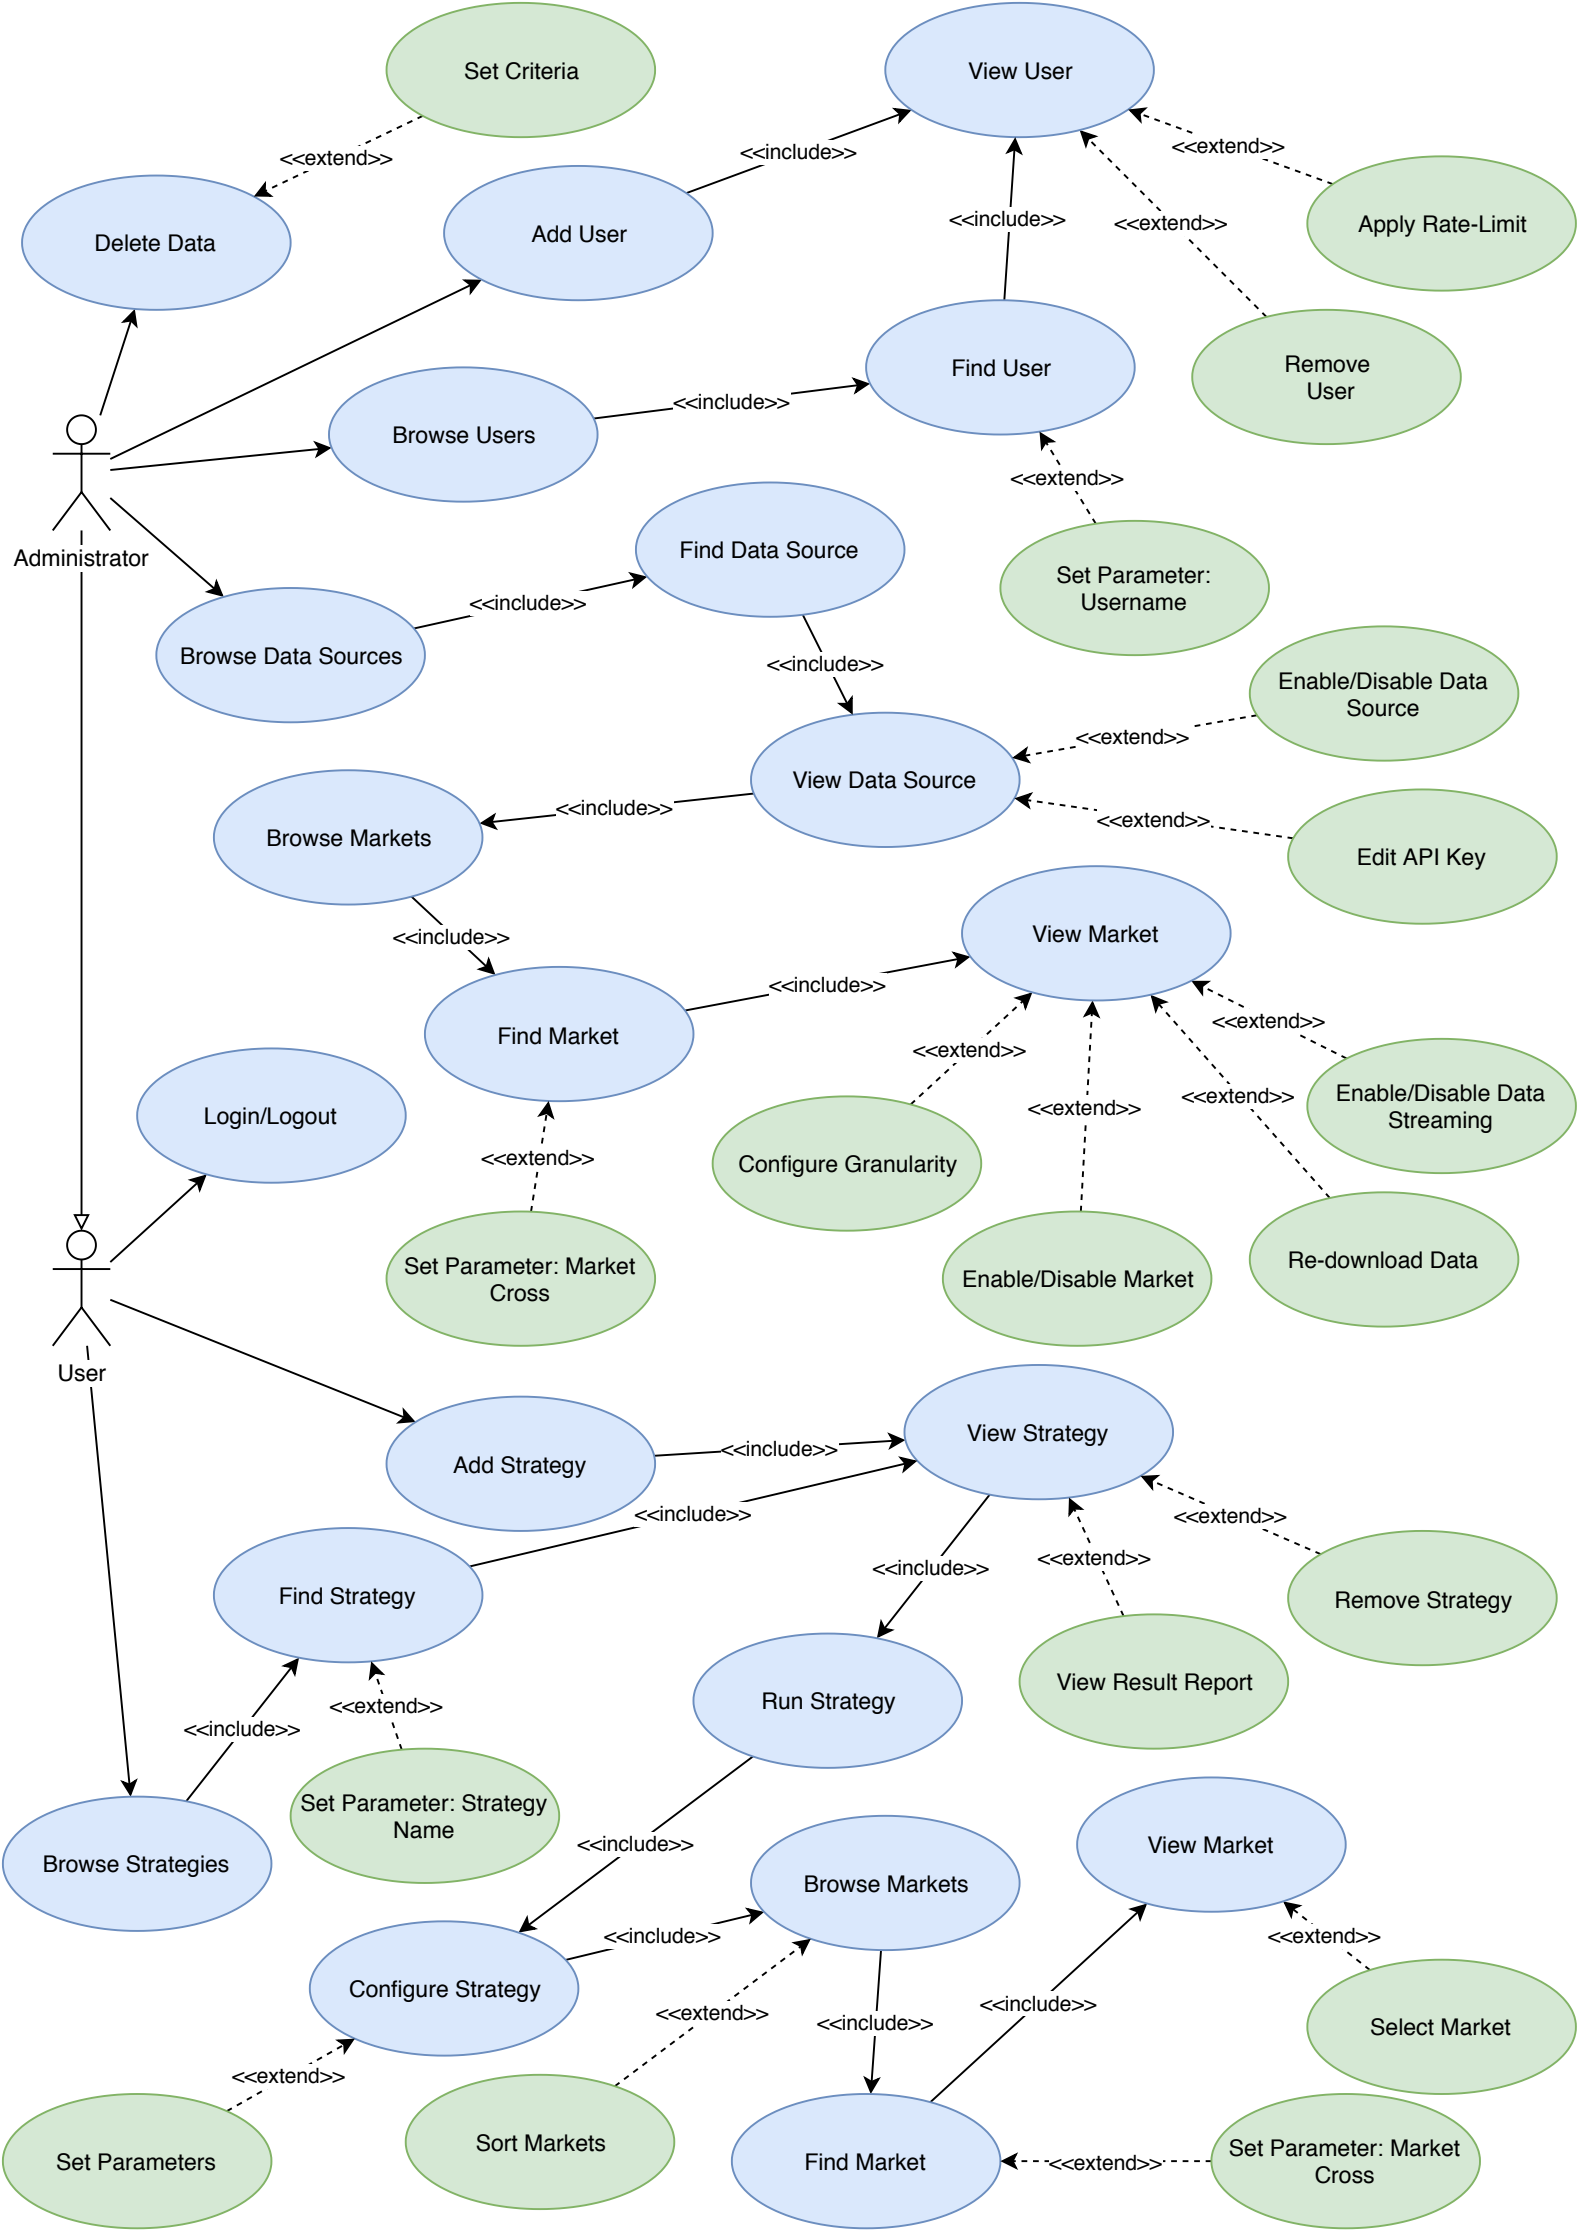 Set Criteria
View User
<<extend>>
<<include>>
<<extend>>
Delete Data
Add User
<<include>>
<<extend>>
Apply Rate-Limit
Find User
Remove
User
Browse Users
<<include>>
<<extend>>
Administrator
Find Data Source
Set Parameter:
Username
<<include>>
Browse Data Sources
<<include>>
Enable/Disable Data
Source
<<extend>>
View Data Source
<<include>>
<<extend>>
Browse Markets
Edit API Key
<<include>>
View Market
<<include>>
Find Market
<<extend>>
<<extend>>
<<extend>>
<<extend>>
Enable/Disable Data
Streaming
Login/Logout
<<extend>>
Configure Granularity
Set Parameter: Market
Cross
Enable/Disable Market
Re-download Data
User
View Strategy
Add Strategy
<<include>>
<<include>>
<<extend>>
<<include>>
<<extend>>
Find Strategy
Remove Strategy
View Result Report
Run Strategy
<<extend>>
<<include>>
Set Parameter: Strategy
Name
<<include>>
View Market
Browse Strategies
Browse Markets
<<include>>
<<extend>>
Configure Strategy
<<include>>
<<extend>>
<<include>>
Select Market
<<extend>>
Set Parameters
Sort Markets
Find Market
<<extend>>
Set Parameter: Market
Cross